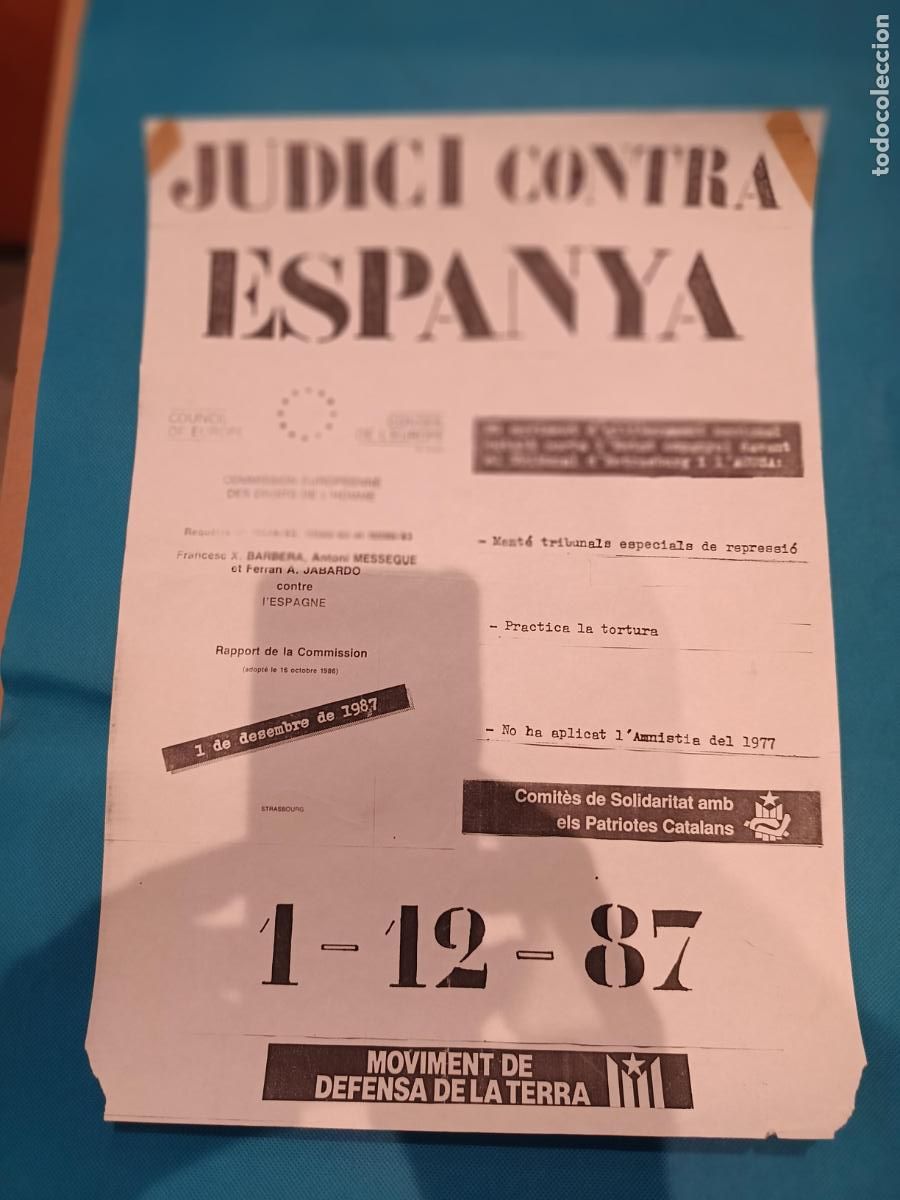 todocoleccion
JUDICI CONTRA
ESPANYA
COUNCIL
OF EUROPE
CONSEIL
DE L'EUROPE
COMMISSION EUROPEENNE
DES DROITS DE L'HOMME
Francesc X. BARBERA, Antoni MESSEGUE
et Ferran A. JABARDO
contre
l'ESPAGNE
Rapport de la Commission
(adopté le 16 octobre 1986)
1 de desembre de 1987
STRASBOURG
- Manté tribunals especials de repressió
- Practica la tortura
- No ha aplicat l'Amnistia del 1977
Comitès de Solidaritat amb
els Patriotes Catalans
1-12-87
MOVIMENT DE
DEFENSA DE LA TERRA